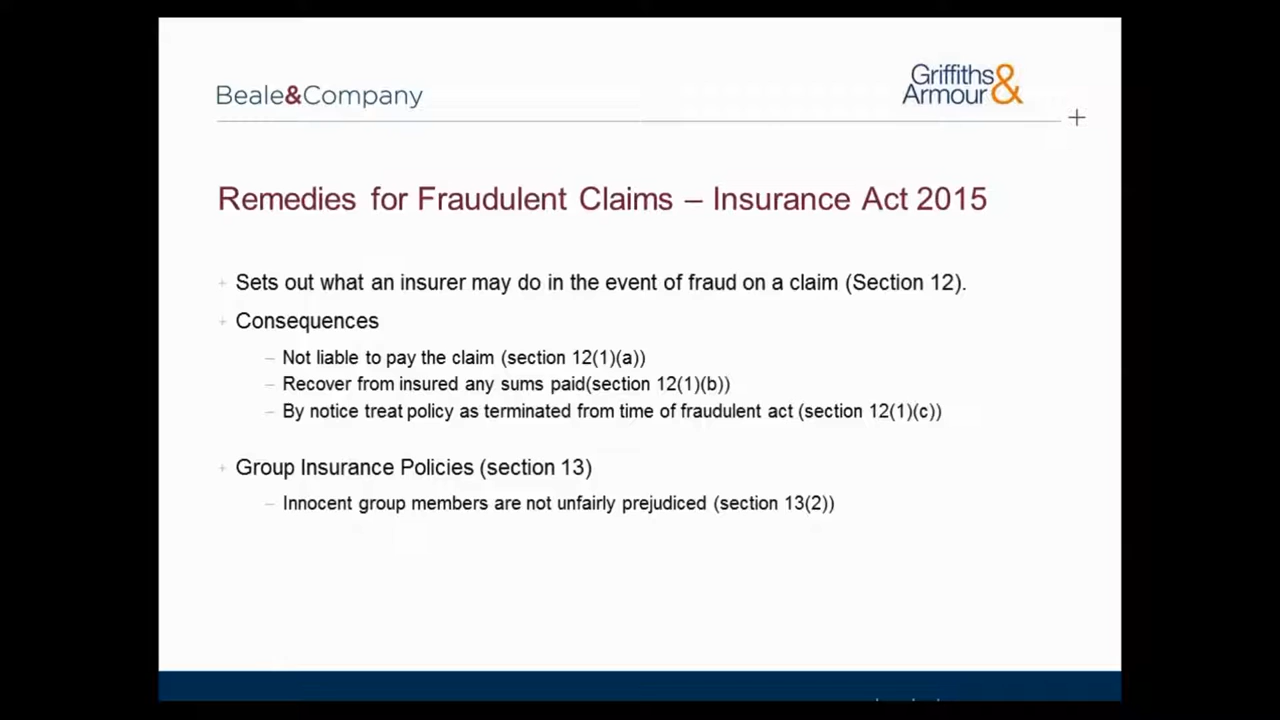 Beale&Company
Griffiths&
Armour
Remedies for Fraudulent Claims – Insurance Act 2015
Sets out what an insurer may do in the event of fraud on a claim (Section 12).
Consequences
– Not liable to pay the claim (section 12(1)(a))
– Recover from insured any sums paid(section 12(1)(b))
– By notice treat policy as terminated from time of fraudulent act (section 12(1)(c))
Group Insurance Policies (section 13)
– Innocent group members are not unfairly prejudiced (section 13(2))